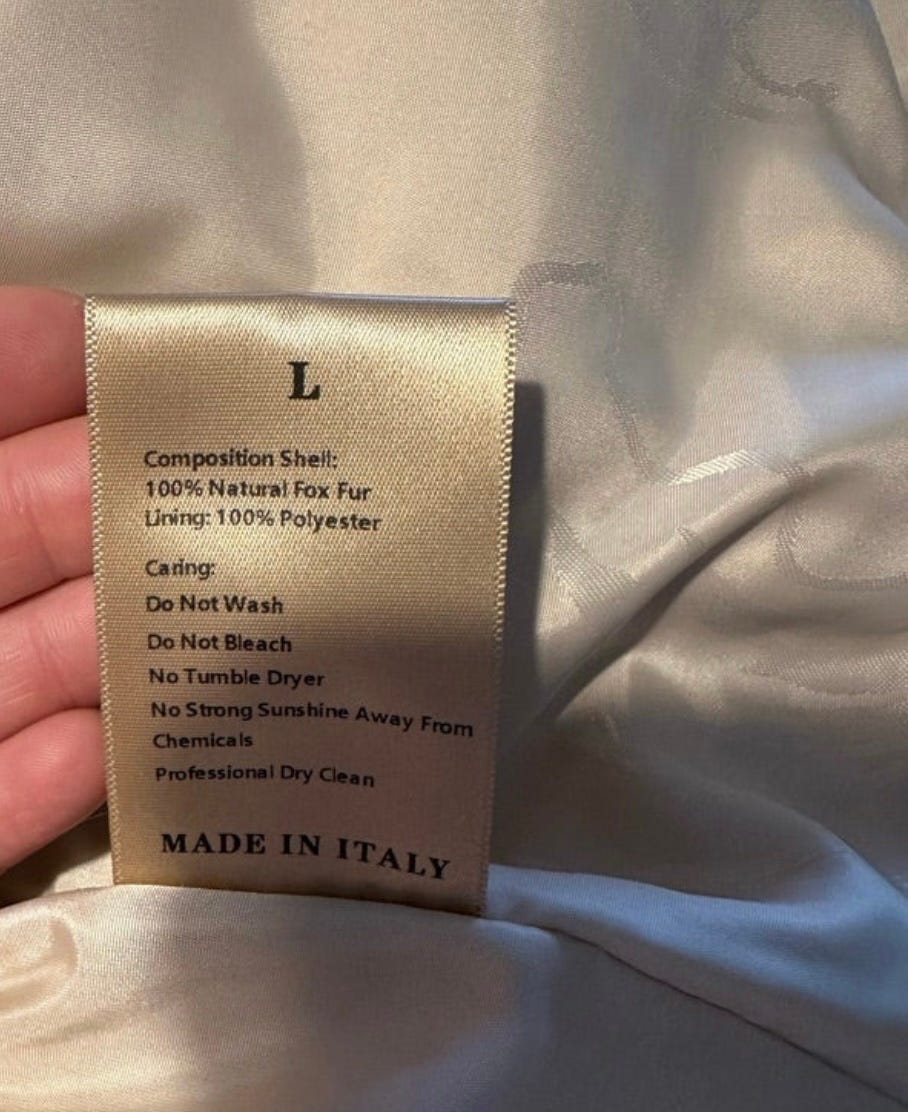 L
Composition Shell:
100% Natural Fox Fur
Lining: 100% Polyester
Caring:
Do Not Wash
Do Not Bleach
No Tumble Dryer
No Strong Sunshine Away From
Chemicals
Professional Dry Clean
MADE IN ITALY